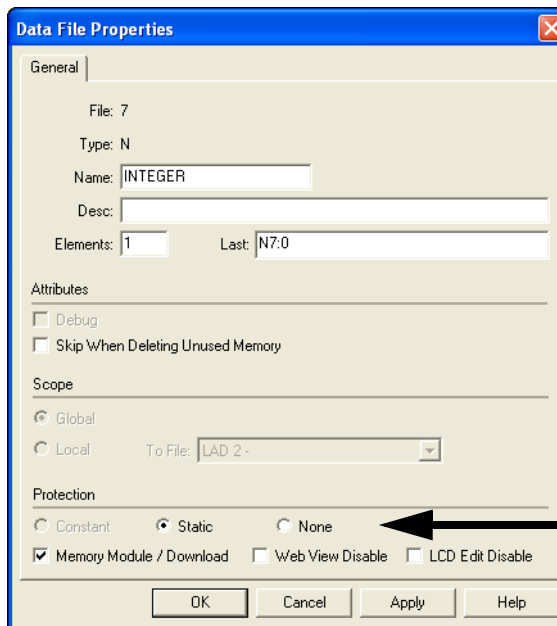 Data File Properties
General
File: 7
Type: N
Name: INTEGER
Desc:
Elements: 1 Last: N7:0
Attributes
Debug
Skip When Deleting Unused Memory
Scope
Global
Local To File: LAD 2 -
Protection
Constant Static None
Memory Module / Download Web View Disable LCD Edit Disable
OK Cancel Apply Help